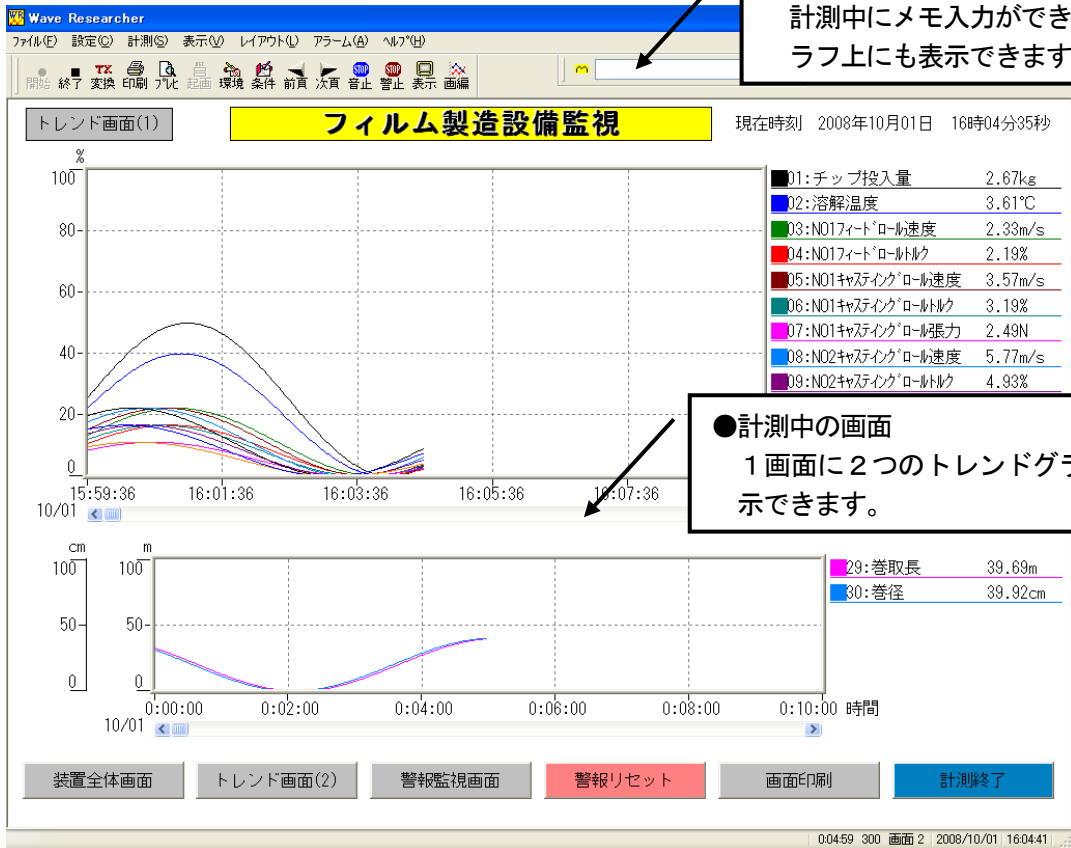 Wave Researcher
ファイル(F) 設定(C) 計測(S) 表示(V) レイアウト(L) アラーム(A) ヘルプ(H)
計測中にメモ入力ができ
ラフ上にも表示できます
開始 終了 変換 印刷 プレビ 起画 環境 条件 前頁 次頁 音止 警止 表示 画編
トレンド画面(1)
フィルム製造設備監視
現在時刻 2008年10月01日 16時04分35秒
%
100
80
60
40
20
0
15:59:36 16:01:36 16:03:36 16:05:36 16:07:36
10/01
01:チップ投入量 2.67kg
02:溶解温度 3.61℃
03:NO1フィードロール速度 2.33m/s
04:NO1フィードロールトルク 2.19%
05:NO1キャスティングロール速度 3.57m/s
06:NO1キャスティングロールトルク 3.19%
07:NO1キャスティングロール張力 2.49N
08:NO2キャスティングロール速度 5.77m/s
09:NO2キャスティングロールトルク 4.93%
●計測中の画面
1画面に2つのトレンドグラ
示できます。
cm m
100 100
50 50
0 0
0:00:00 0:02:00 0:04:00 0:06:00 0:08:00 0:10:00 時間
10/01
29:巻取長 39.69m
30:巻径 39.92cm
装置全体画面 トレンド画面(2) 警報監視画面 警報リセット 画面印刷 計測終了
0:04:59 300 画面 2 2008/10/01 16:04:41